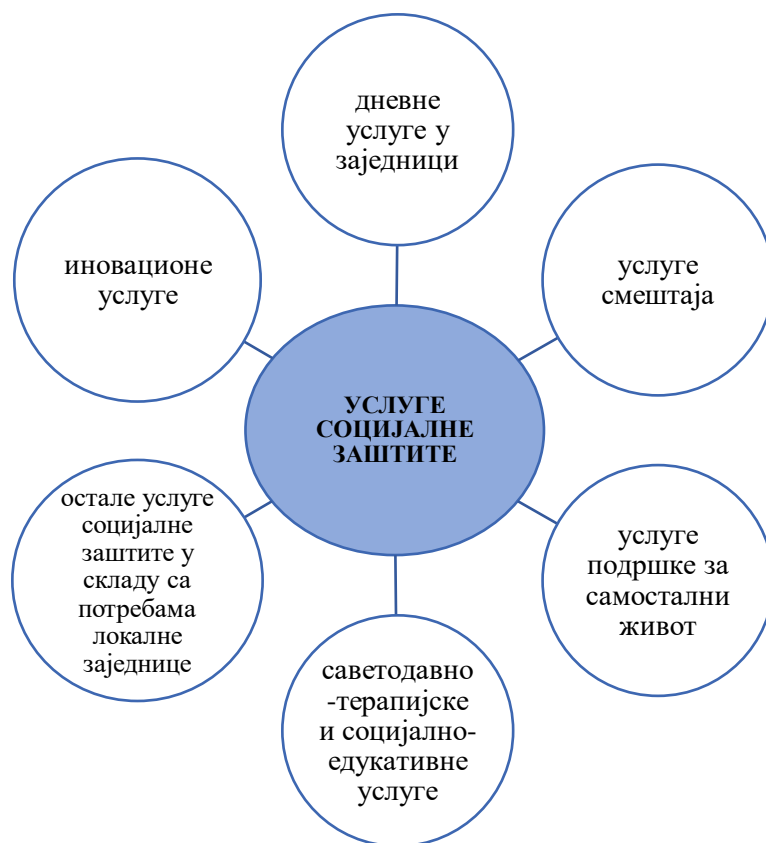 дневне
услуге у
заједници
иновационе
услуге
услуге
смештаја
УСЛУГЕ
СОЦИЈАЛНЕ
ЗАШТИТЕ
остале услуге
социјалне
заштите у
складу са
потребама
локалне
заједнице
услуге
подршке за
самостални
живот
саветодавно
-терапијске
и социјално-
едукативне
услуге